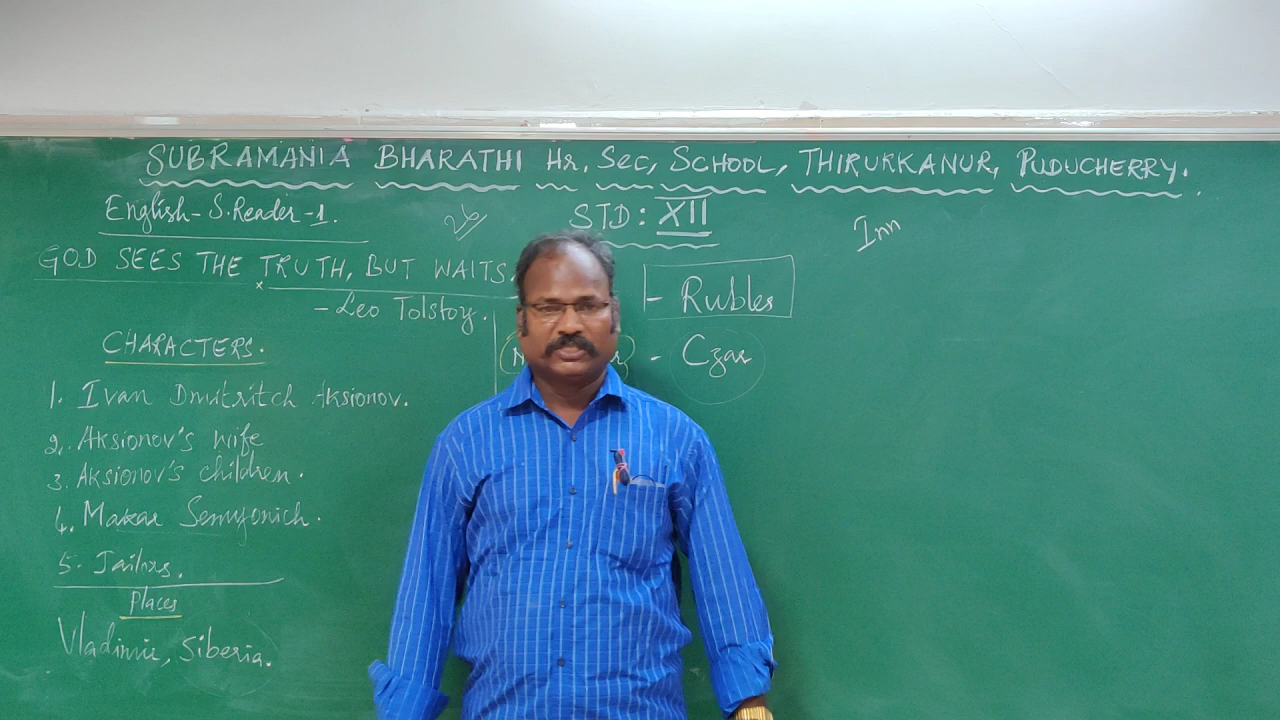 SUBRAMANIA BHARATHI Hr. Sec, SCHOOL, THIRUKKANUR, PUDUCHERRY.
English - S. Reader - 1.
STD: XII
Inn
GOD SEES THE TRUTH, BUT WAITS.
- Leo Tolstoy.
- Rubles
- Czar
CHARACTERS.
1. Ivan Dmitritch Aksionov.
2. Aksionov's wife
3. Aksionov's children.
4. Makar Semyonich.
5. Jailors.
Places
Vladimir, Siberia.